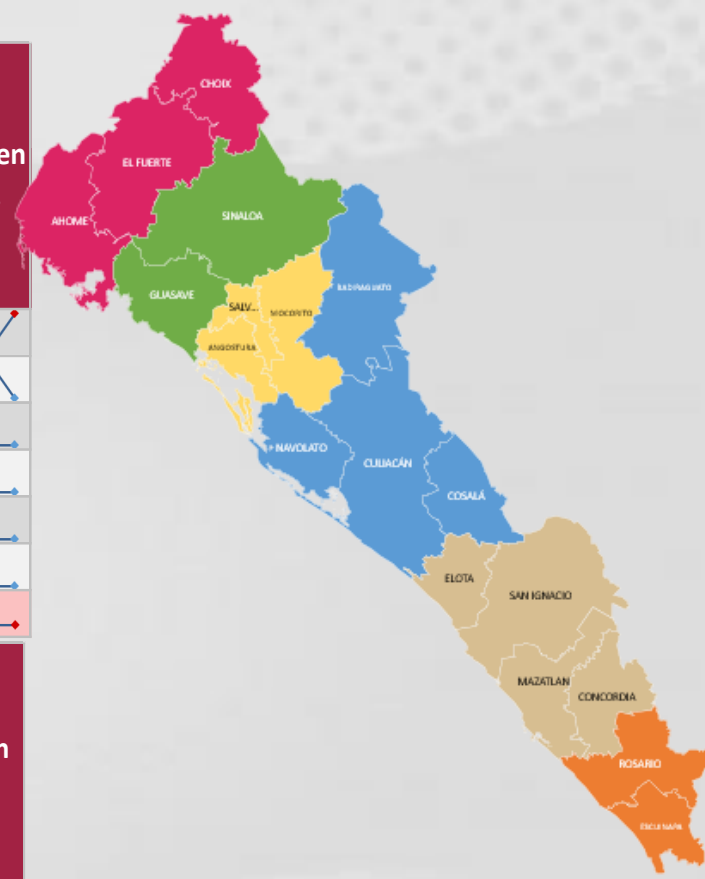 CHOIX
en
EL FUERTE
AHOME
SINALOA
BADIRAGUATO
GUASAVE
SALV...
MOCORITO
ANGOSTURA
NAVOLATO
CULIACÁN
COSALÁ
ELOTA
SAN IGNACIO
MAZATLAN
CONCORDIA
n
ROSARIO
ESCUINAPA